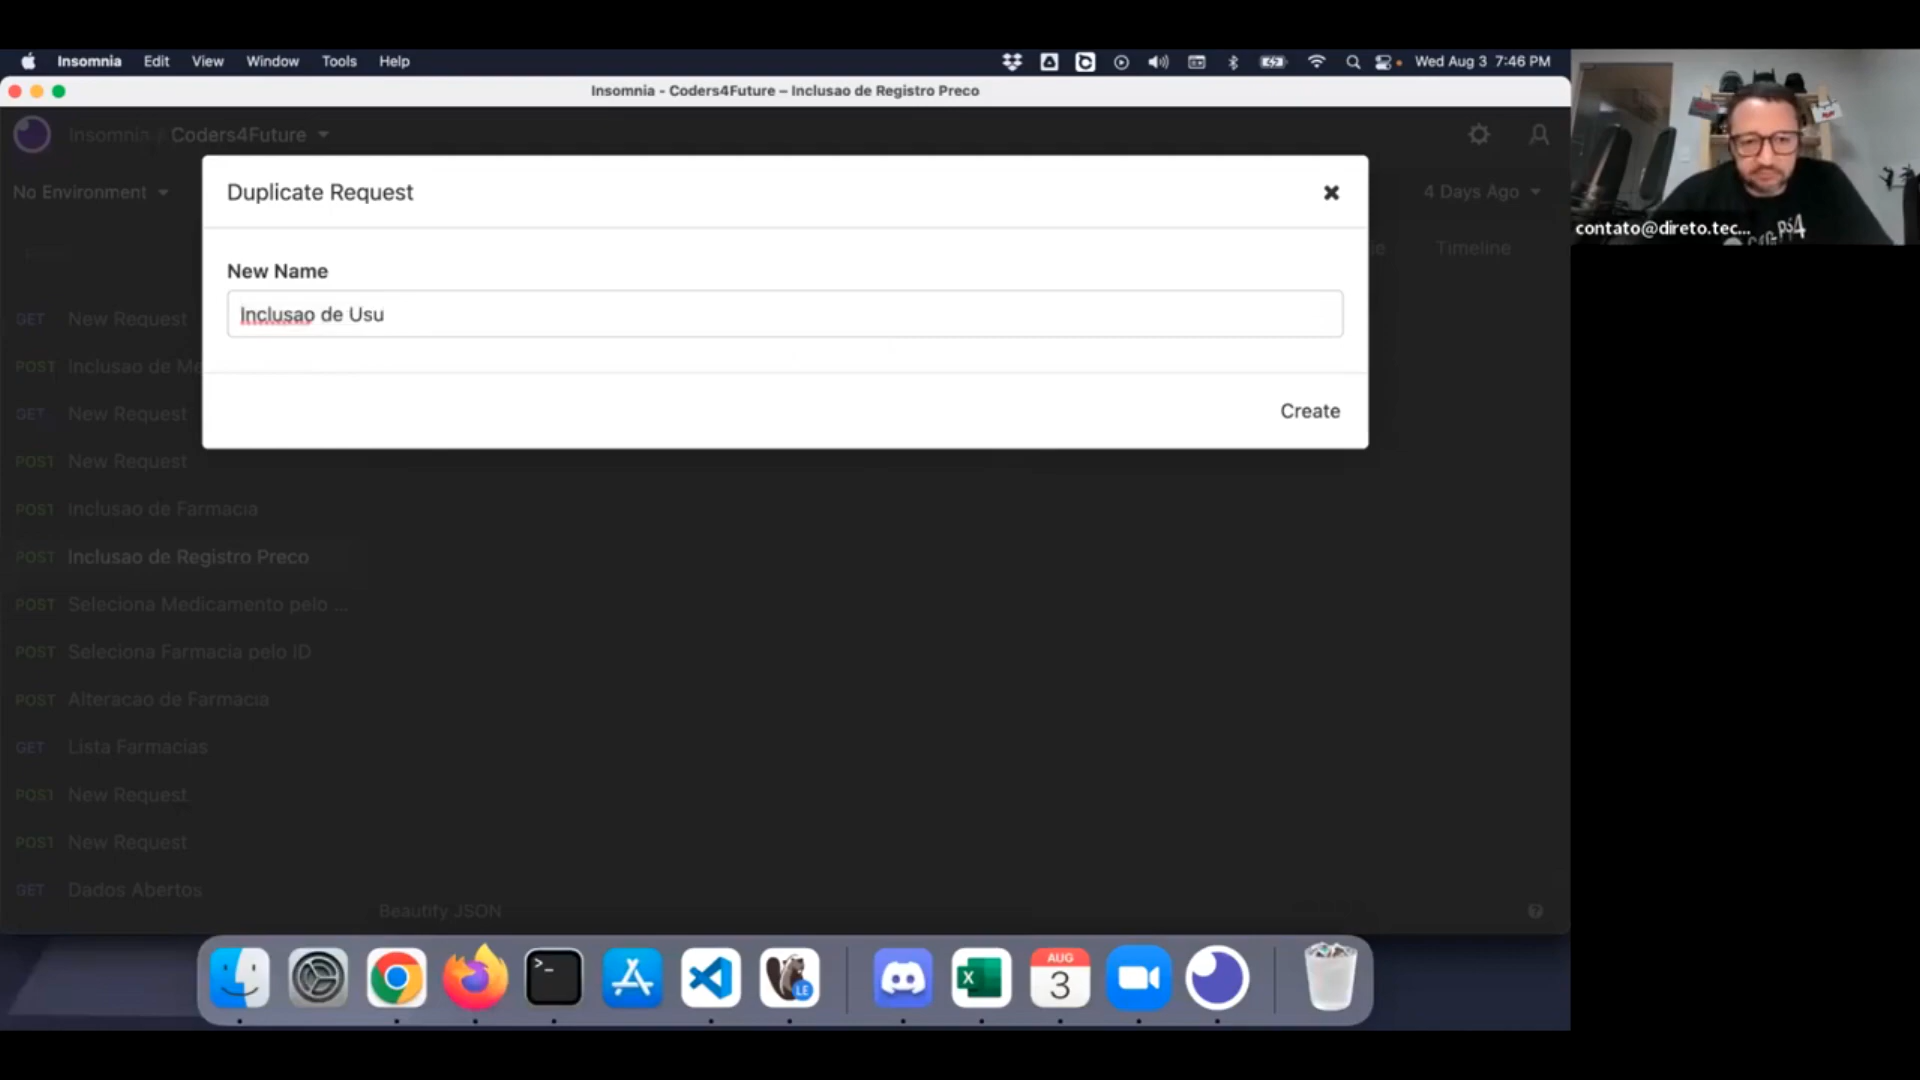 Insomnia Edit View Window Tools Help
Wed Aug 3 7:46 PM
Insomnia - Coders4Future – Inclusao de Registro Preco
Insomnia Coders4Future
No Environment
4 Days Ago
Timeline
Duplicate Request
New Name
Inclusao de Usu
Create
GET New Request
POST Inclusao de Me
GET New Request
POST New Request
POST Inclusao de Farmacia
POST Inclusao de Registro Preco
POST Seleciona Medicamento pelo ...
POST Seleciona Farmacia pelo ID
POST Alteracao de Farmacia
GET Lista Farmacias
POST New Request
POST New Request
GET Dados Abertos
Beautify JSON
LE
AUG
3
contato@direto.tec...